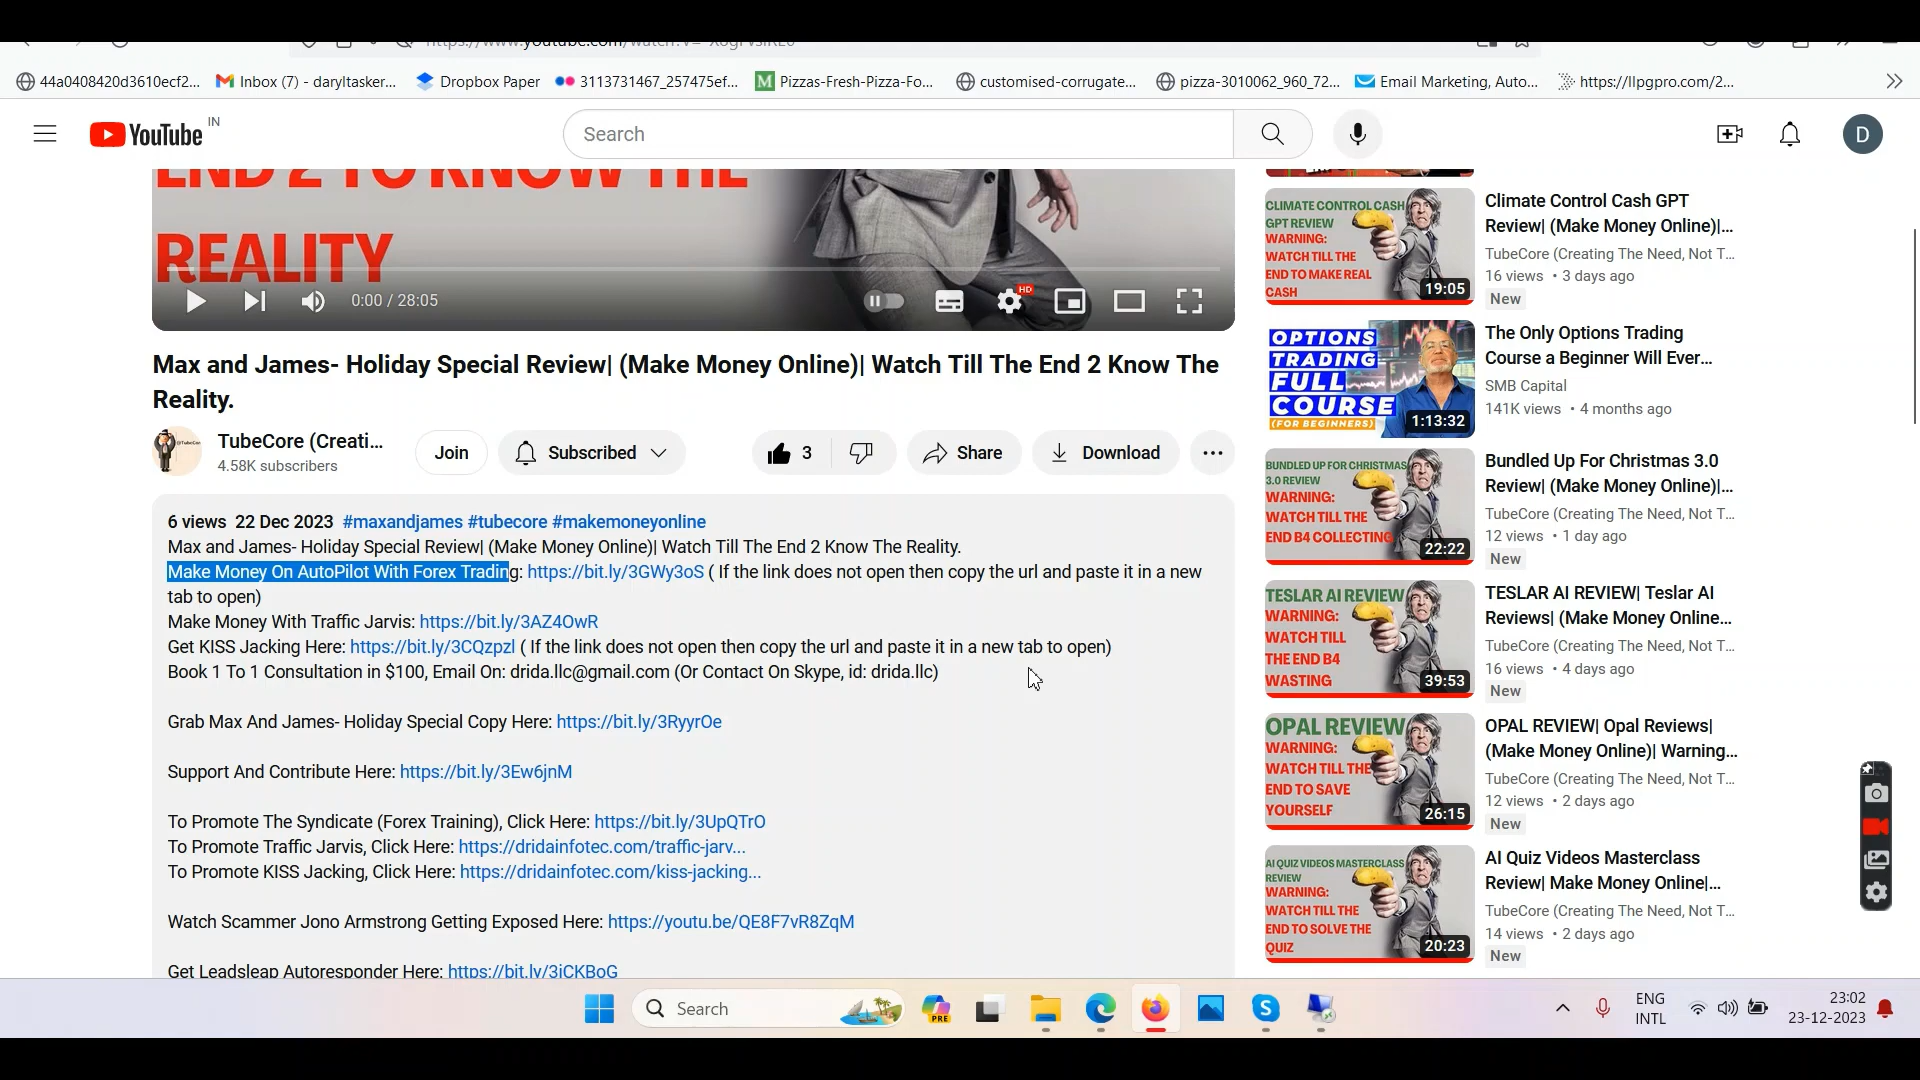 44a0408420d3610ecf2...
Inbox (7) - daryltasker...
Dropbox Paper
3113731467_257475ef...
M Pizzas-Fresh-Pizza-Fo...
customised-corrugate...
pizza-3010062_960_72...
Email Marketing, Auto...
https://llpgpro.com/2...
YouTube IN
Search
D
END 2 TO KNOW THE
REALITY
0:00 / 28:05
HD
Max and James- Holiday Special Review| (Make Money Online)| Watch Till The End 2 Know The
Reality.
TubeCore (Creati...
4.58K subscribers
Join
Subscribed
3
Share
Download
6 views 22 Dec 2023 #maxandjames #tubecore #makemoneyonline
Max and James- Holiday Special Review| (Make Money Online)| Watch Till The End 2 Know The Reality.
Make Money On AutoPilot With Forex Trading: https://bit.ly/3GWy3oS ( If the link does not open then copy the url and paste it in a new
tab to open)
Make Money With Traffic Jarvis: https://bit.ly/3AZ4OwR
Get KISS Jacking Here: https://bit.ly/3CQzpzl ( If the link does not open then copy the url and paste it in a new tab to open)
Book 1 To 1 Consultation in $100, Email On: drida.llc@gmail.com (Or Contact On Skype, id: drida.llc)
Grab Max And James- Holiday Special Copy Here: https://bit.ly/3RyyrOe
Support And Contribute Here: https://bit.ly/3Ew6jnM
To Promote The Syndicate (Forex Training), Click Here: https://bit.ly/3UpQTrO
To Promote Traffic Jarvis, Click Here: https://dridainfotec.com/traffic-jarv...
To Promote KISS Jacking, Click Here: https://dridainfotec.com/kiss-jacking...
Watch Scammer Jono Armstrong Getting Exposed Here: https://youtu.be/QE8F7vR8ZqM
Get Leadsleap Autoresponder Here: https://bit.ly/3iCKBoG
CLIMATE CONTROL CASH
GPT REVIEW
WARNING:
WATCH TILL THE
END TO MAKE REAL
CASH
19:05
Climate Control Cash GPT
Review| (Make Money Online)|...
TubeCore (Creating The Need, Not T...
16 views • 3 days ago
New
OPTIONS
TRADING
FULL
COURSE
(FOR BEGINNERS)
1:13:32
The Only Options Trading
Course a Beginner Will Ever...
SMB Capital
141K views • 4 months ago
BUNDLED UP FOR CHRISTMAS
3.0 REVIEW
WARNING:
WATCH TILL THE
END B4 COLLECTING
22:22
Bundled Up For Christmas 3.0
Review| (Make Money Online)|...
TubeCore (Creating The Need, Not T...
12 views • 1 day ago
New
TESLAR AI REVIEW
WARNING:
WATCH TILL
THE END B4
WASTING
39:53
TESLAR AI REVIEW| Teslar AI
Reviews| (Make Money Online...
TubeCore (Creating The Need, Not T...
16 views • 4 days ago
New
OPAL REVIEW
WARNING:
WATCH TILL THE
END TO SAVE
YOURSELF
26:15
OPAL REVIEW| Opal Reviews|
(Make Money Online)| Warning...
TubeCore (Creating The Need, Not T...
12 views • 2 days ago
New
AI QUIZ VIDEOS MASTERCLASS
REVIEW
WARNING:
WATCH TILL THE
END TO SOLVE THE
QUIZ
20:23
AI Quiz Videos Masterclass
Review| Make Money Online|...
TubeCore (Creating The Need, Not T...
14 views • 2 days ago
New
Search
PRE
ENG
INTL
23:02
23-12-2023